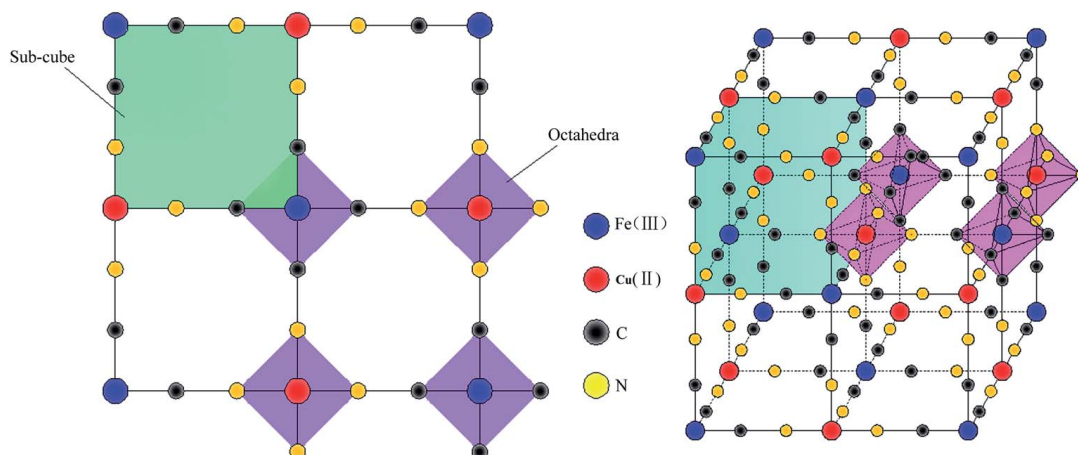 Sub-cube
Octahedra
Fe(III)
Cu(II)
C
N